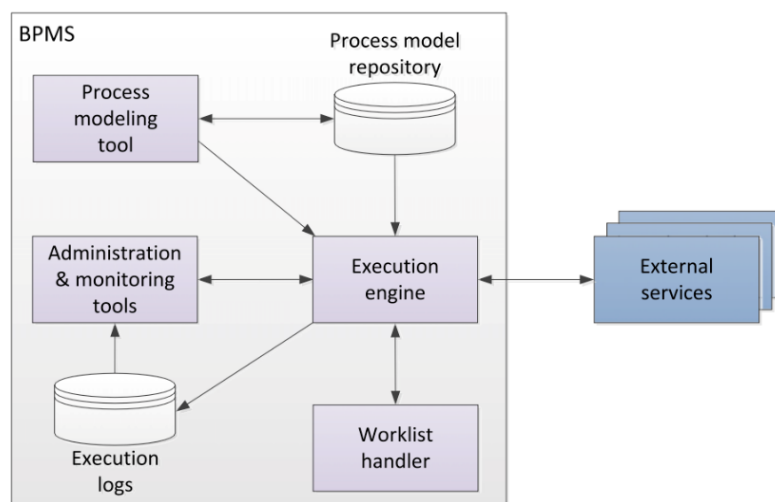 BPMS
Process model
repository
Process
modeling
tool
Administration
& monitoring
tools
Execution
engine
External
services
Execution
logs
Worklist
handler